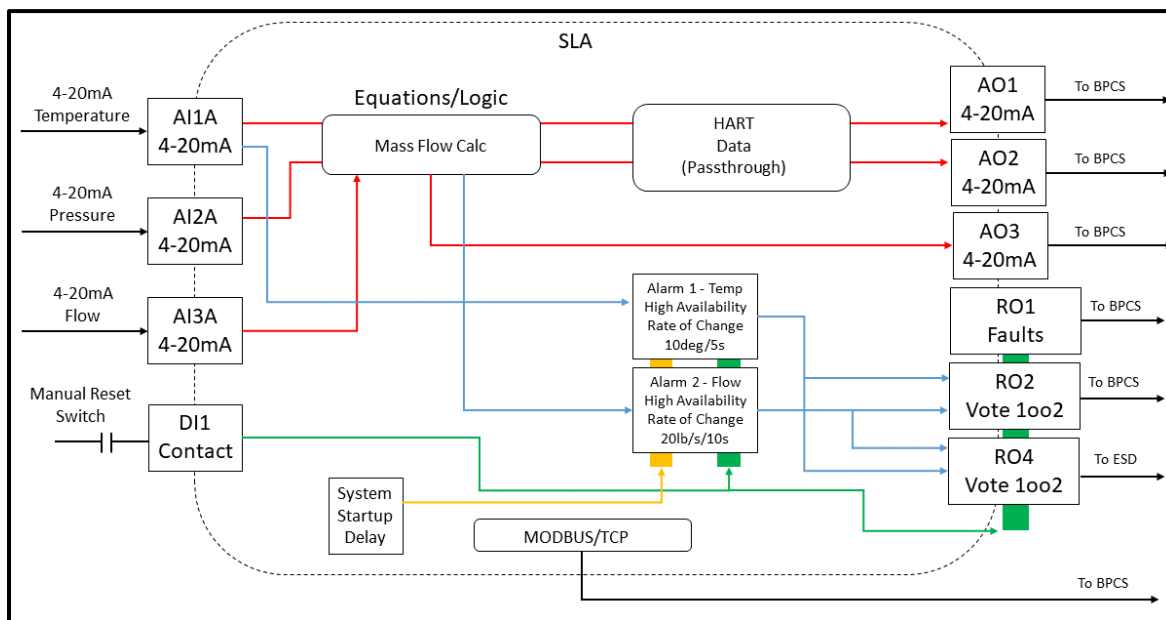 SLA
4-20mA
Temperature
AI1A
4-20mA
Equations/Logic
Mass Flow Calc
HART
Data
(Passthrough)
AO1
4-20mA
To BPCS
4-20mA
Pressure
AI2A
4-20mA
AO2
4-20mA
To BPCS
AO3
4-20mA
To BPCS
4-20mA
Flow
AI3A
4-20mA
Alarm 1 - Temp
High Availability
Rate of Change
10deg/5s
RO1
Faults
To BPCS
Manual Reset
Switch
DI1
Contact
Alarm 2 - Flow
High Availability
Rate of Change
20lb/s/10s
RO2
Vote 1oo2
To BPCS
RO4
Vote 1oo2
To ESD
System
Startup
Delay
MODBUS/TCP
To BPCS